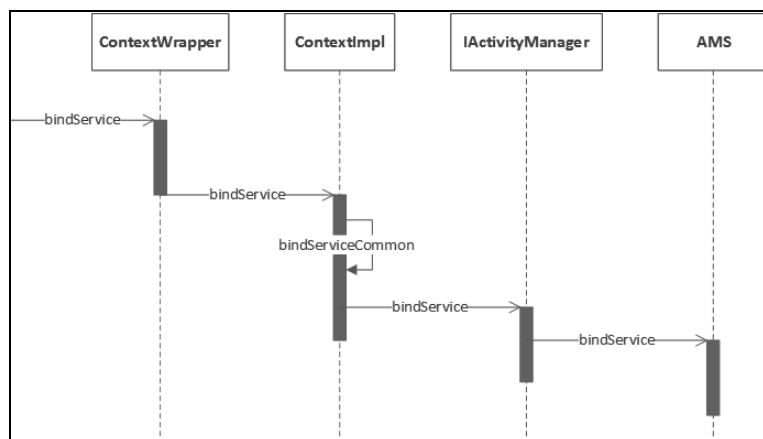 ContextWrapper
ContextImpl
IActivityManager
AMS
bindService
bindService
bindServiceCommon
bindService
bindService